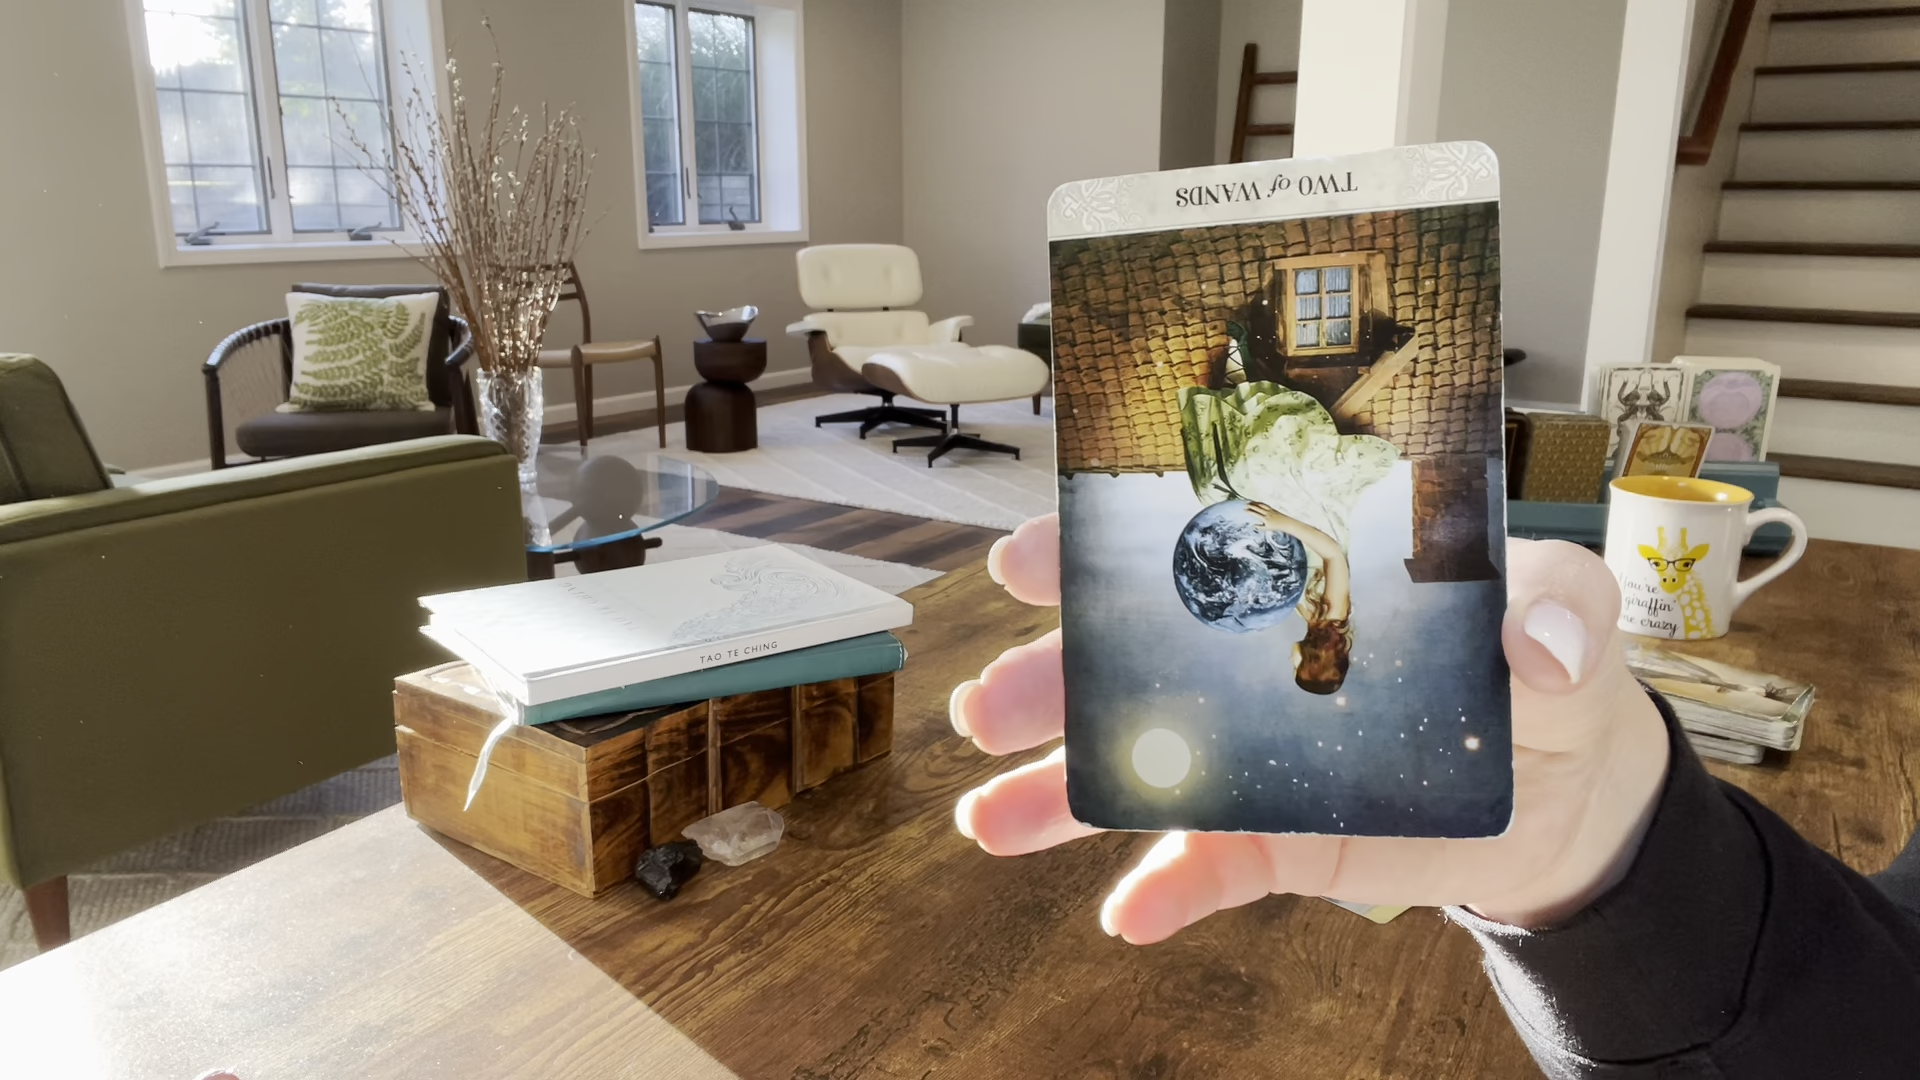 TWO of WANDS
TAO TE CHING
You're
giraffin'
me crazy